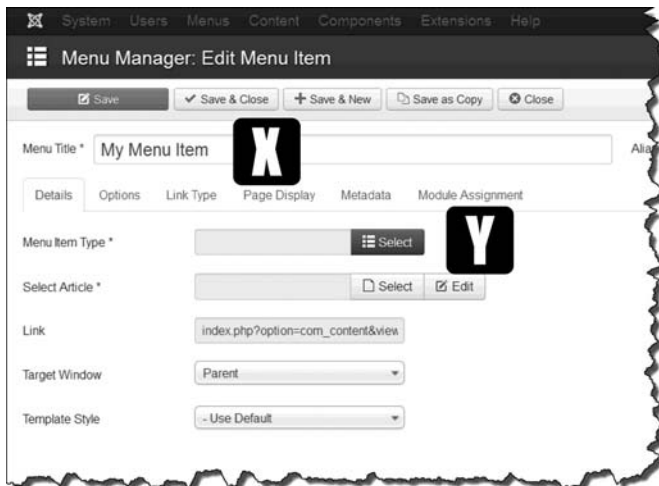 System Users Menus Content Components Extensions Help
Menu Manager: Edit Menu Item
Save Save & Close Save & New Save as Copy Close
Menu Title * My Menu Item X
Details Options Link Type Page Display Metadata Module Assignment
Menu Item Type * Select Y
Select Article * Select Edit
Link index.php?option=com_content&view
Target Window Parent
Template Style - Use Default